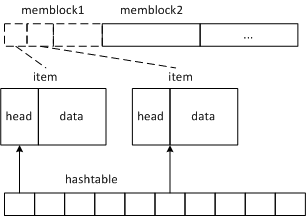 memblock1 memblock2
...
item item
head data head data
hashtable